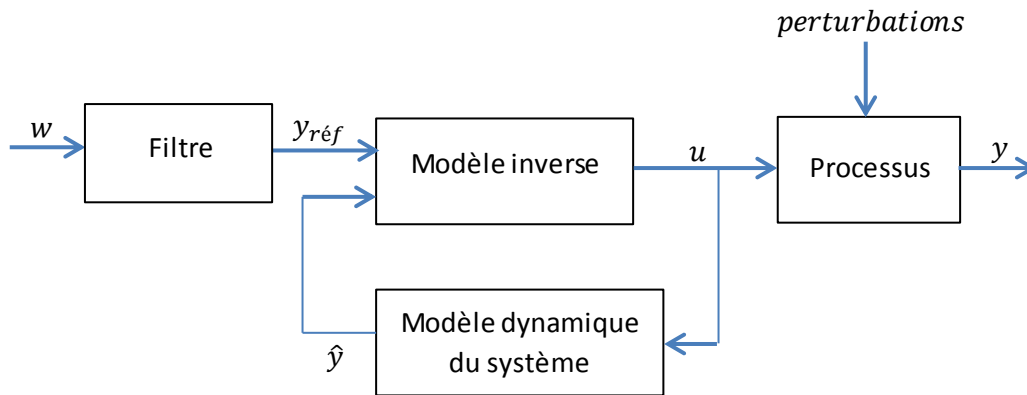 perturbations
w
Filtre
y_réf
Modèle inverse
u
Processus
y
Modèle dynamique
du système
ŷ